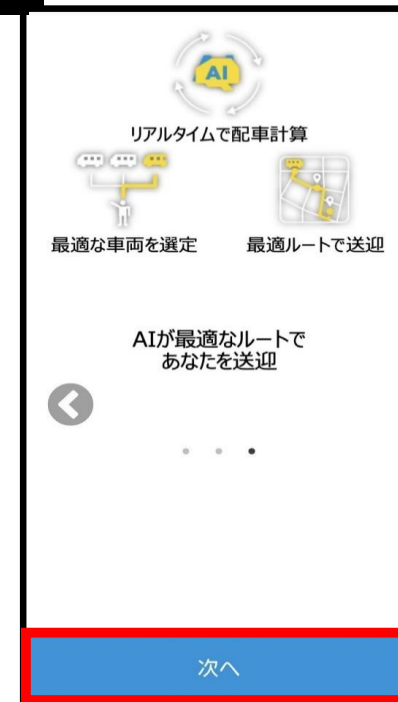 AI
リアルタイムで配車計算
最適な車両を選定
最適ルートで送迎
AIが最適なルートで
あなたを送迎
次へ